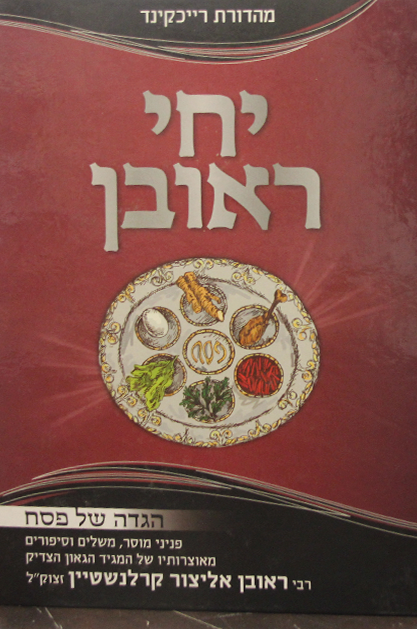 מהדורת רייכקינד
יחי
ראובן
פסח
הגדה של פסח
פניני מוסר, משלים וסיפורים
מאוצרותיו של המגיד הגאון הצדיק
רבי ראובן אליצור קרלנשטיין זצוק"ל